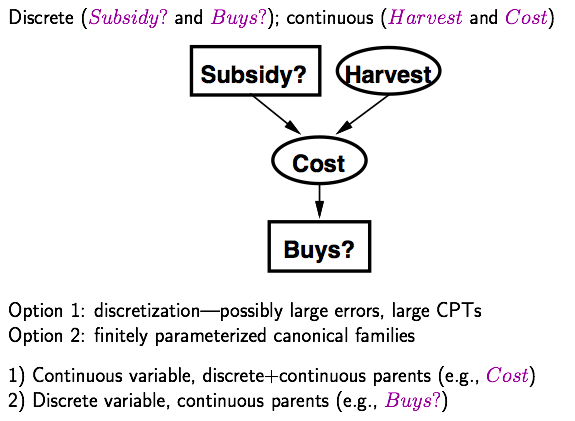 Discrete (Subsidy? and Buys?); continuous (Harvest and Cost)
Subsidy?
Harvest
Cost
Buys?
Option 1: discretization—possibly large errors, large CPTs
Option 2: finitely parameterized canonical families
1) Continuous variable, discrete+continuous parents (e.g., Cost)
2) Discrete variable, continuous parents (e.g., Buys?)